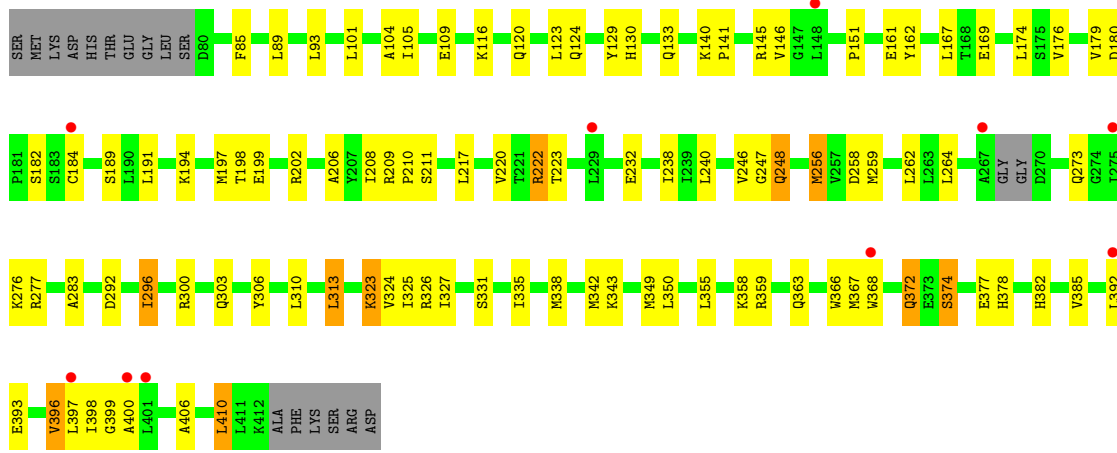 SER MET LYS ASP HIS THR GLU GLY LEU SER D80 F85 L89 L93 L101 A104 I105 E109 K116 Q120 L123 Q124 Y129 H130 Q133 K140 P141 R145 V146 G147 L148 P151 E161 Y162 L167 T168 E169 L174 S175 V176 V179 D180
P181 S182 S183 C184 S189 L190 L191 K194 M197 T198 E199 R202 A206 Y207 I208 R209 P210 S211 L217 V220 T221 R222 T223 L229 E232 I238 I239 L240 V246 G247 Q248 M256 V257 D258 M259 L262 L263 L264 A267 GLY GLY D270 Q273 G274 I275
K276 R277 A283 D292 I296 R300 Q303 Y306 L310 L313 K323 V324 I325 R326 I327 S331 I335 M338 M342 K343 M349 L350 L355 K358 R359 Q363 W366 M367 W368 Q372 E373 S374 E377 H378 H382 V385 L392
E393 V396 L397 I398 G399 A400 L401 A406 L410 L411 K412 ALA PHE LYS SER ARG ASP